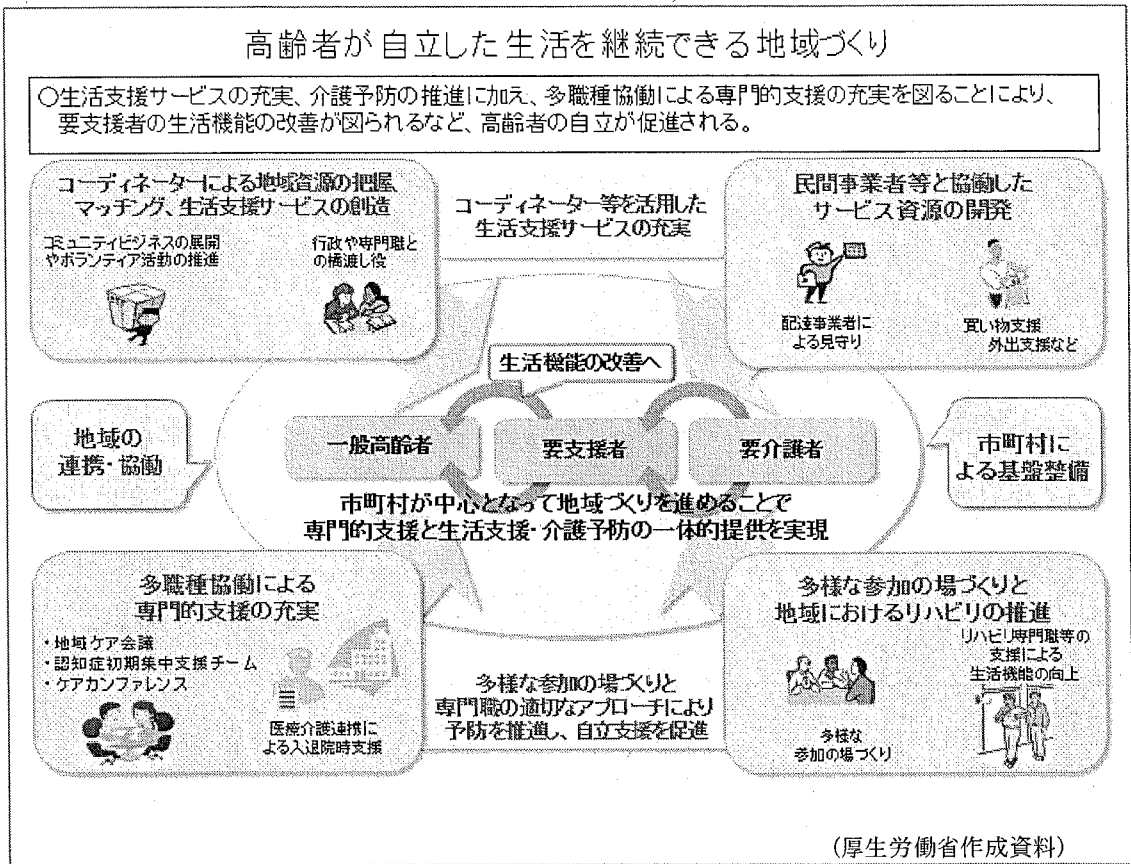 高齢者が自立した生活を継続できる地域づくり
○生活支援サービスの充実、介護予防の推進に加え、多職種協働による専門的支援の充実を図ることにより、
要支援者の生活機能の改善が図られるなど、高齢者の自立が促進される。
コーディネーターによる地域資源の把握、
マッチング、生活支援サービスの創造
コミュニティビジネスの展開
やボランティア活動の推進
行政や専門職と
の橋渡し役
コーディネーター等を活用した
生活支援サービスの充実
民間事業者等と協働した
サービス資源の開発
配達事業者に
よる見守り
買い物支援
外出支援など
生活機能の改善へ
地域の
連携・協働
一般高齢者
要支援者
要介護者
市町村に
よる基盤整備
市町村が中心となって地域づくりを進めることで
専門的支援と生活支援・介護予防の一体的提供を実現
多職種協働による
専門的支援の充実
・地域ケア会議
・認知症初期集中支援チーム
・ケアカンファレンス
医療介護連携に
よる入退院時支援
多様な参加の場づくりと
専門職の適切なアプローチにより
予防を推進し、自立支援を促進
多様な参加の場づくりと
地域におけるリハビリの推進
リハビリ専門職等の
支援による
生活機能の向上
多様な
参加の場づくり
(厚生労働省作成資料)